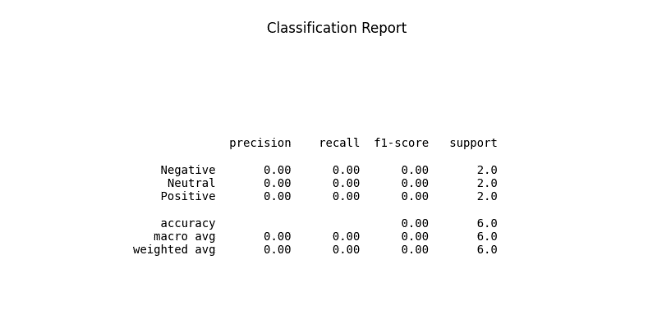 Classification Report
precision recall f1-score support
Negative 0.00 0.00 0.00 2.0
Neutral 0.00 0.00 0.00 2.0
Positive 0.00 0.00 0.00 2.0
accuracy 0.00 6.0
macro avg 0.00 0.00 0.00 6.0
weighted avg 0.00 0.00 0.00 6.0